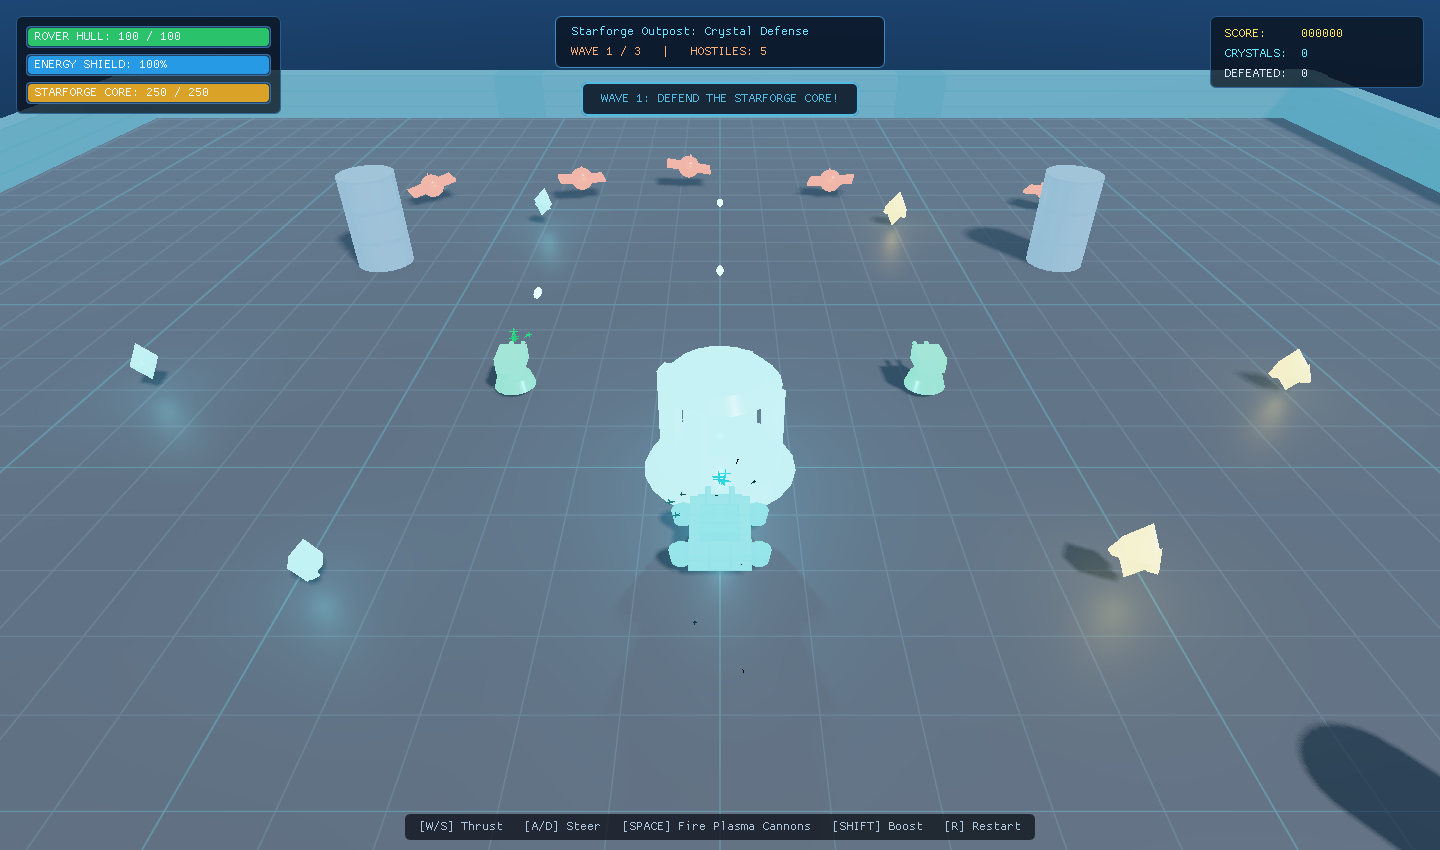 ROVER HULL: 100 / 100
ENERGY SHIELD: 100%
STARFORGE CORE: 250 / 250
Starforge Outpost: Crystal Defense
WAVE 1 / 3 | HOSTILES: 5
WAVE 1: DEFEND THE STARFORGE CORE!
SCORE: 000000
CRYSTALS: 0
DEFEATED: 0
[W/S] Thrust [A/D] Steer [SPACE] Fire Plasma Cannons [SHIFT] Boost [R] Restart